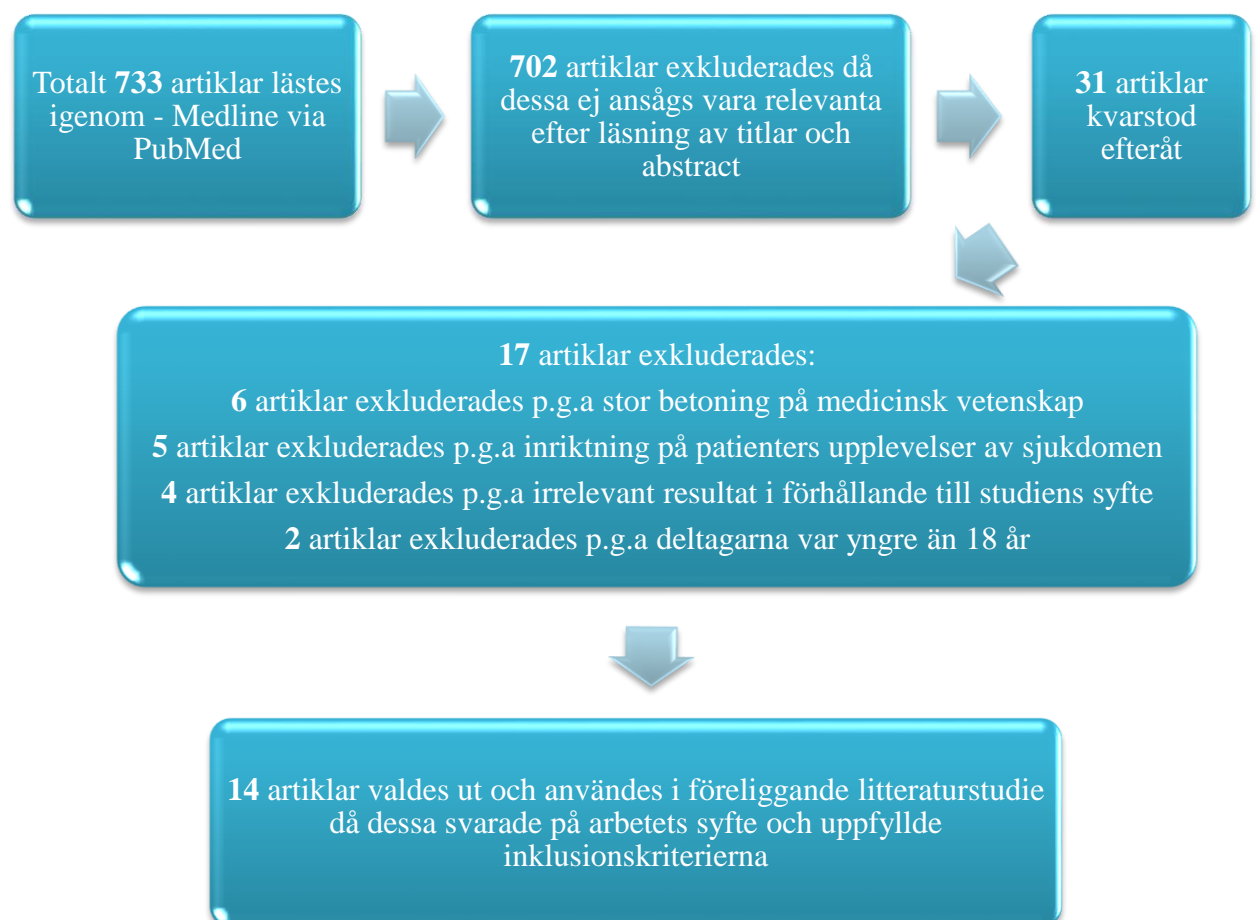 Totalt 733 artiklar lästes
igenom - Medline via
PubMed
702 artiklar exkluderades då
dessa ej ansågs vara relevanta
efter läsning av titlar och
abstract
31 artiklar
kvarstod
efteråt
17 artiklar exkluderades:
6 artiklar exkluderades p.g.a stor betoning på medicinsk vetenskap
5 artiklar exkluderades p.g.a inriktning på patienters upplevelser av sjukdomen
4 artiklar exkluderades p.g.a irrelevant resultat i förhållande till studiens syfte
2 artiklar exkluderades p.g.a deltagarna var yngre än 18 år
14 artiklar valdes ut och användes i föreliggande litteraturstudie
då dessa svarade på arbetets syfte och uppfyllde
inklusionskriterierna